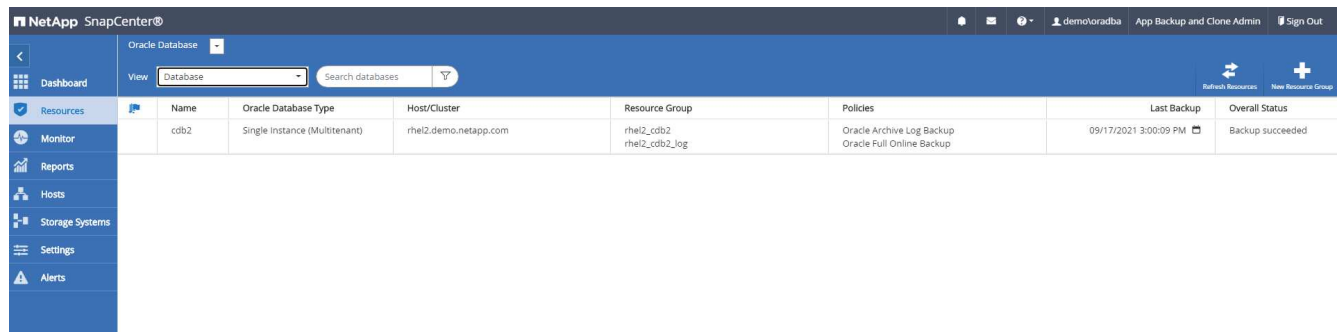 NetApp SnapCenter®
demo\oradba App Backup and Clone Admin Sign Out
Oracle Database
View Database Search databases
Refresh Resources New Resource Group
Dashboard
Resources
Monitor
Reports
Hosts
Storage Systems
Settings
Alerts
Name Oracle Database Type Host/Cluster Resource Group Policies Last Backup Overall Status
cdb2 Single Instance (Multitenant) rhel2.demo.netapp.com rhel2_cdb2 Oracle Archive Log Backup 09/17/2021 3:00:09 PM Backup succeeded
rhel2_cdb2_log Oracle Full Online Backup